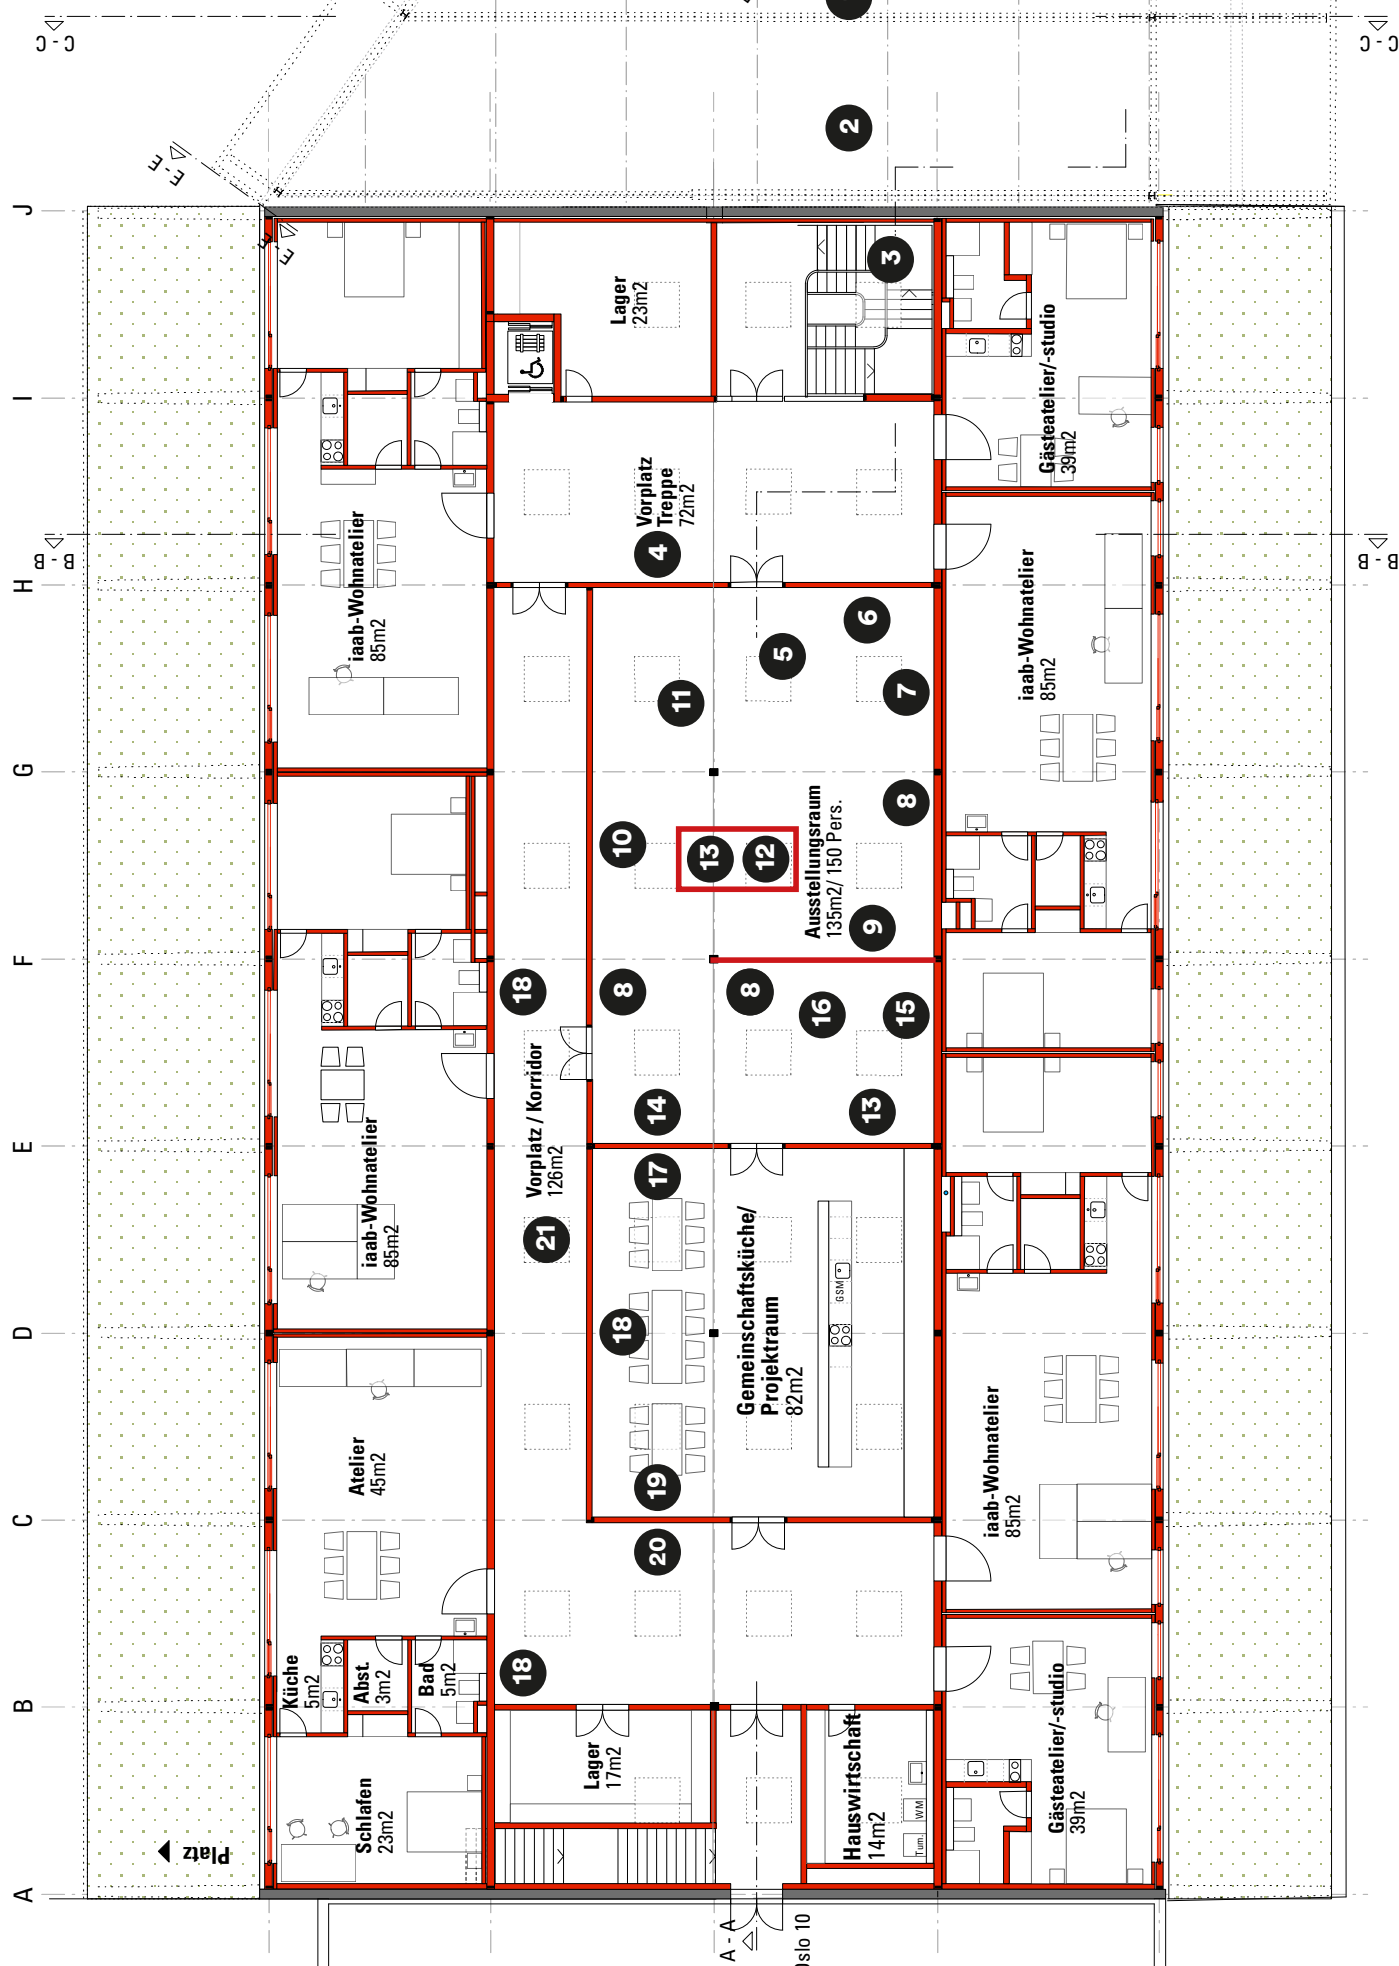 C - C
C - C
2
E - E
E - E
J
3
Lager
23m2
Gästeatelier/-studio
39m2
I
Vorplatz
Treppe
72m2
4
B - B
B - B
H
iaab-Wohnatelier
85m2
iaab-Wohnatelier
85m2
5
6
7
11
G
8
10
13
12
Ausstellungsraum
135m2/ 150 Pers.
9
F
18
8
8
16
15
Vorplatz / Korridor
126m2
14
13
E
iaab-Wohnatelier
85m2
17
21
Gemeinschaftsküche/
Projektraum
82m2
GSM
18
D
Atelier
45m2
iaab-Wohnatelier
85m2
19
C
20
18
Küche
5m2
Abst.
3m2
Bad
5m2
B
Lager
17m2
Hauswirtschaft
14m2
WM
Tum.
Gästeatelier/-studio
39m2
Schlafen
23m2
Platz
A
A - A
Oslo 10